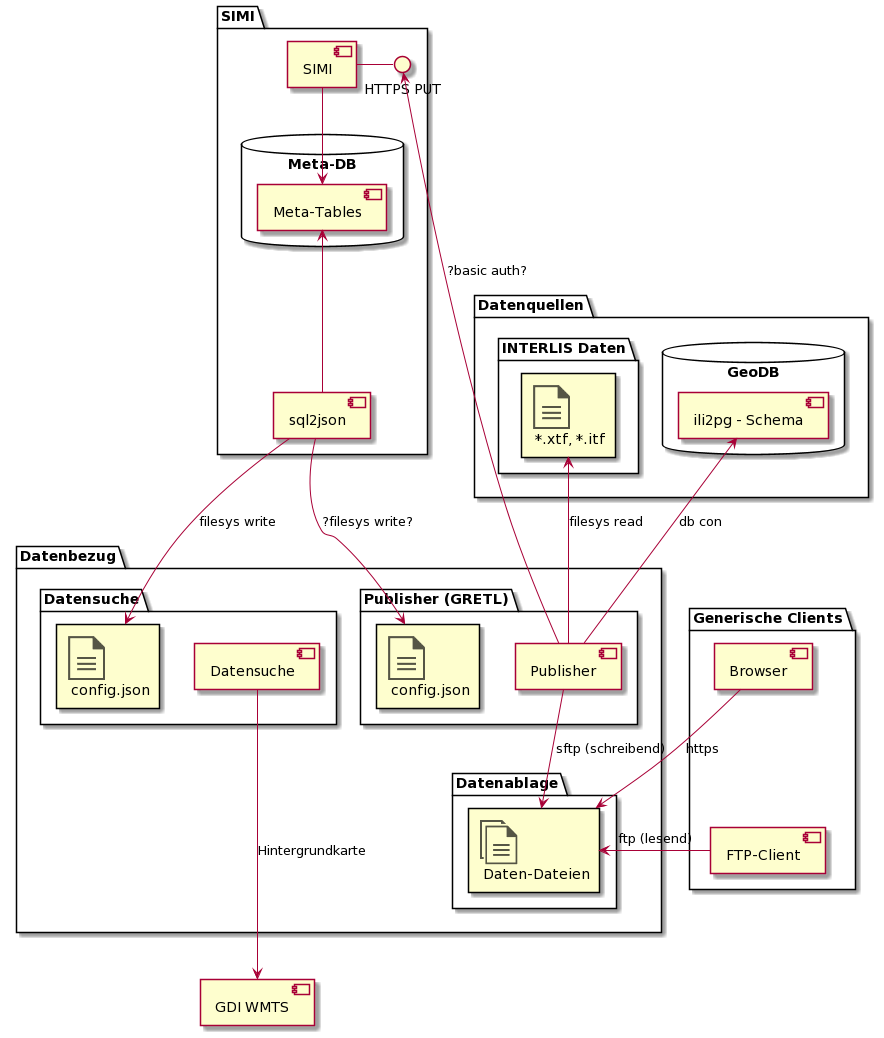 SIMI
SIMI
HTTPS PUT
Meta-DB
Meta-Tables
?basic auth?
Datenquellen
INTERLIS Daten
*.xtf, *.itf
GeoDB
ili2pg - Schema
sql2json
filesys write
?filesys write?
filesys read
db con
Datenbezug
Datensuche
config.json
Datensuche
Publisher (GRETL)
config.json
Publisher
Generische Clients
Browser
sftp (schreibend)
https
Datenablage
Daten-Dateien
ftp (lesend)
FTP-Client
Hintergrundkarte
GDI WMTS